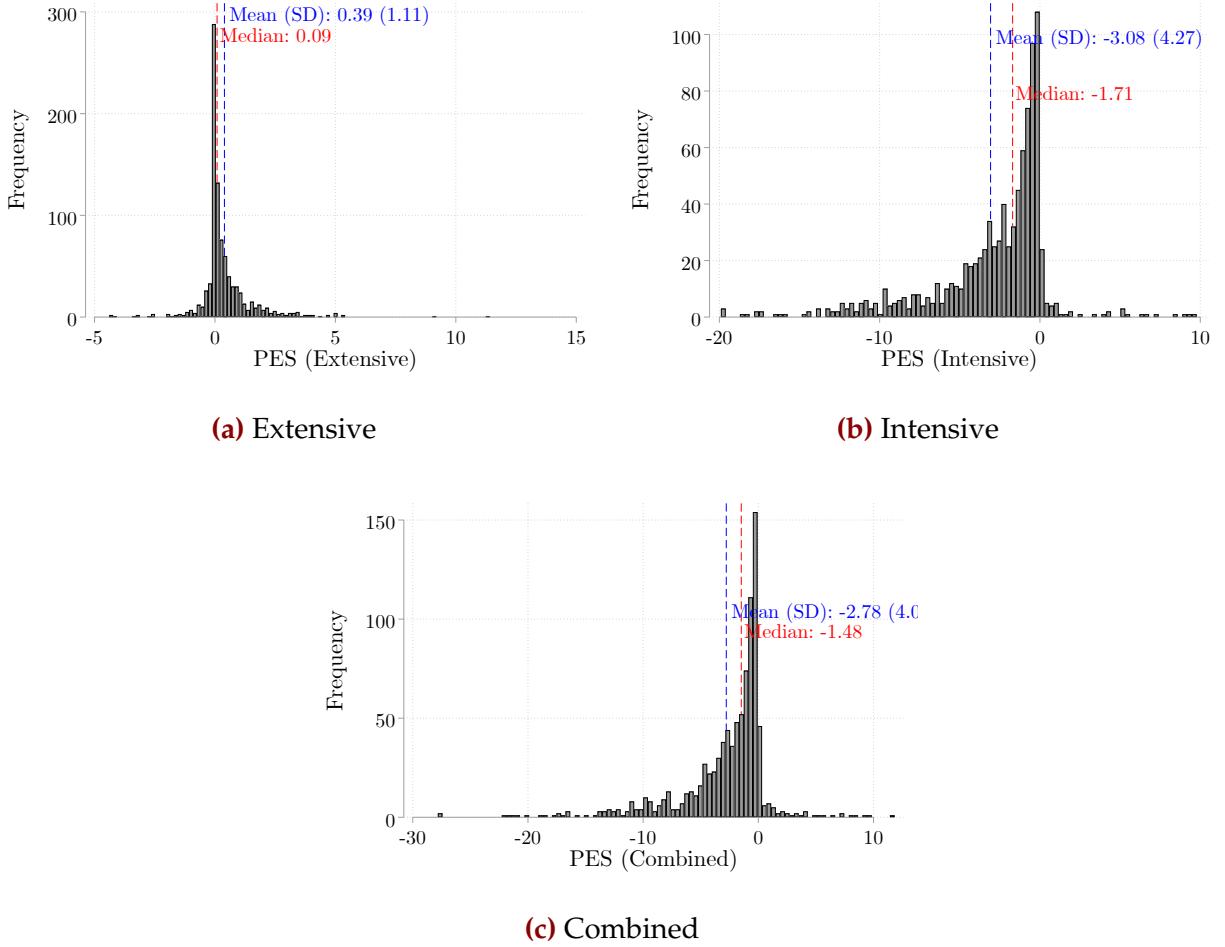 Mean (SD): 0.39 (1.11)
Median: 0.09
300
200
100
0
Frequency
-5
0
5
10
15
PES (Extensive)
(a) Extensive
Mean (SD): -3.08 (4.27)
Median: -1.71
100
80
60
40
20
0
Frequency
-20
-10
0
10
PES (Intensive)
(b) Intensive
Mean (SD): -2.78 (4.0
Median: -1.48
150
100
50
0
Frequency
-30
-20
-10
0
10
PES (Combined)
(c) Combined